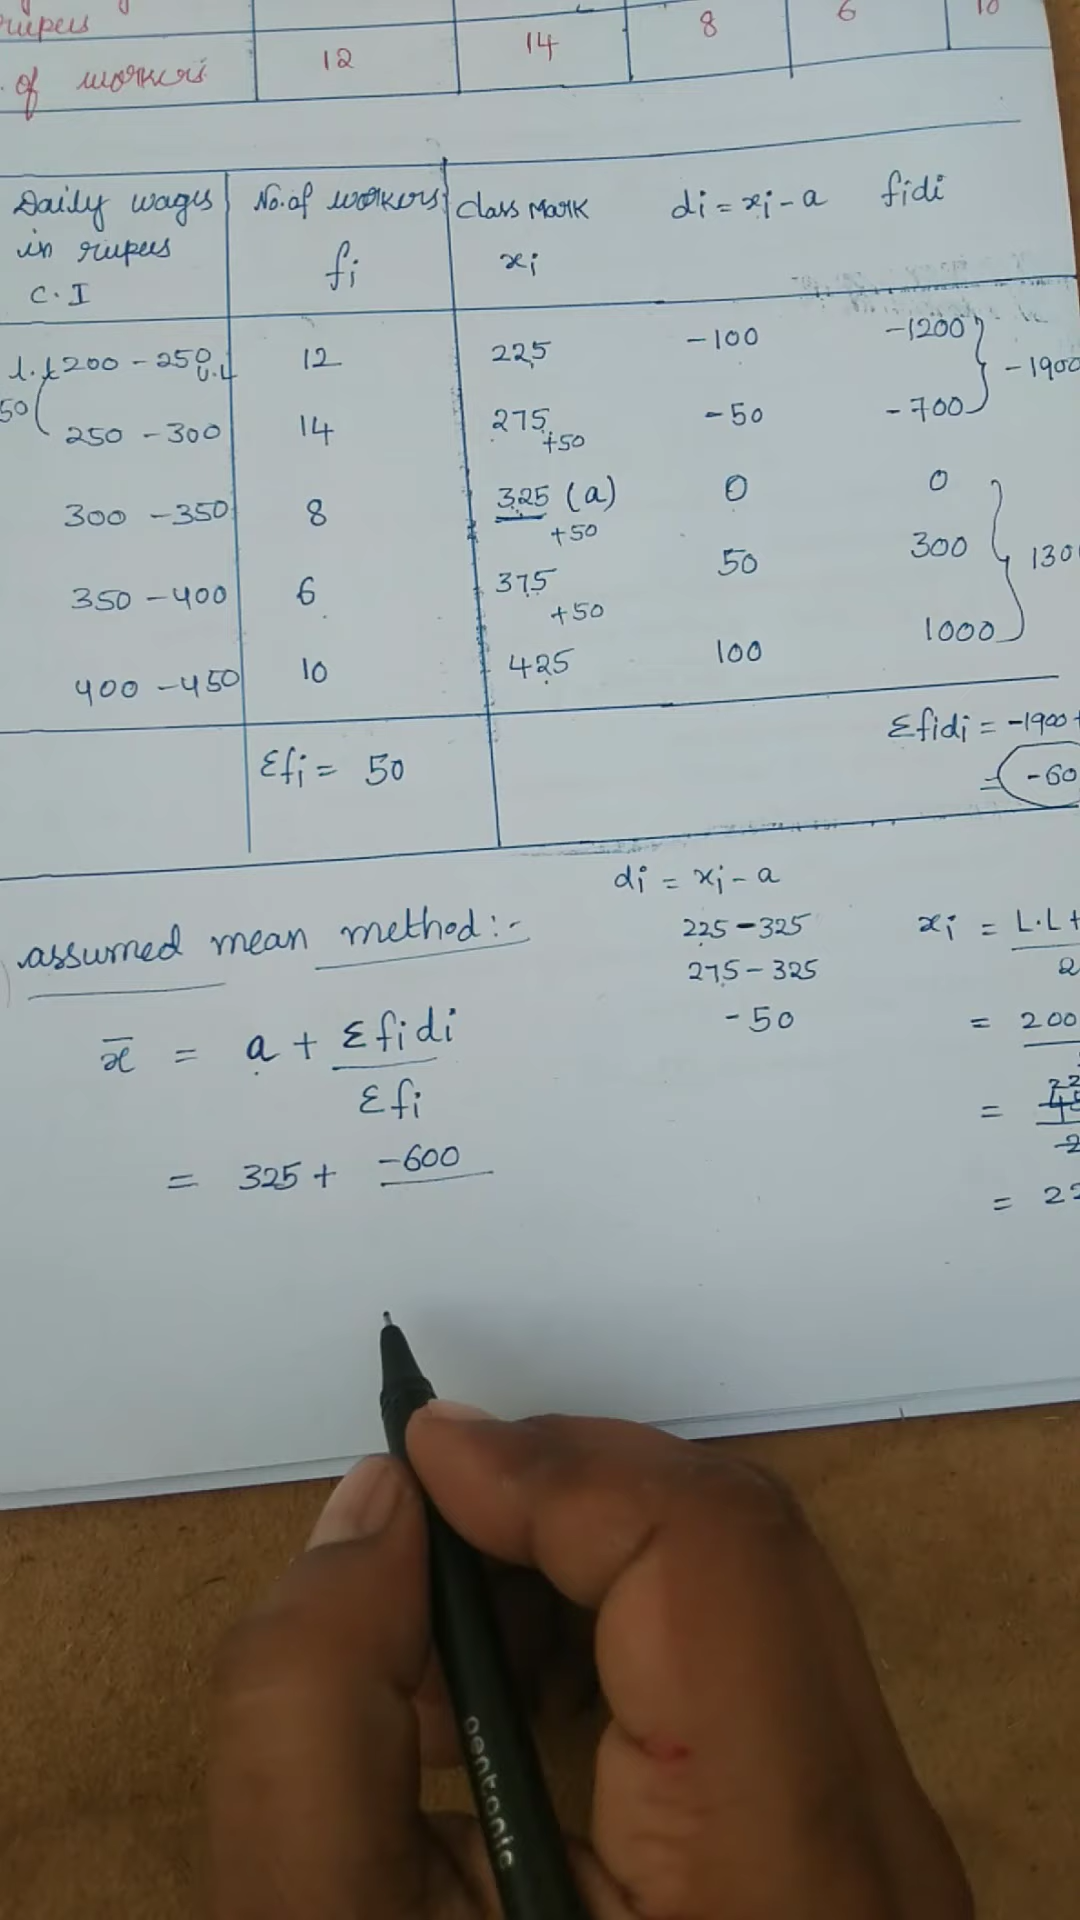 rupees
. of workers 12 14 8 6 10
Daily wages in rupees C.I No. of workers fi Class Mark xi di = xi - a fidi
l.l 200 - 250 u.l 12 225 -100 -1200 } -1900
50 250 - 300 14 275 -50 -700
+50
300 - 350 8 325 (a) 0 0
+50
350 - 400 6 375 50 300 130
+50
400 - 450 10 425 100 1000
Σfi = 50 Σfidi = -1900 +
= -60
di = xi - a
225 - 325
275 - 325
-50
xi = L.L +
2
= 200
=
-2
= 22
assumed mean method :-
x̄ = a + Σfidi
Σfi
= 325 + -600
pentonic